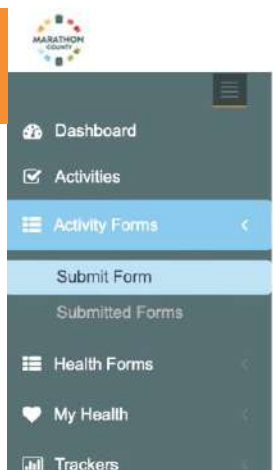 MARATHON
COUNTY
Dashboard
Activities
Activity Forms
Submit Form
Submitted Forms
Health Forms
My Health
Trackers